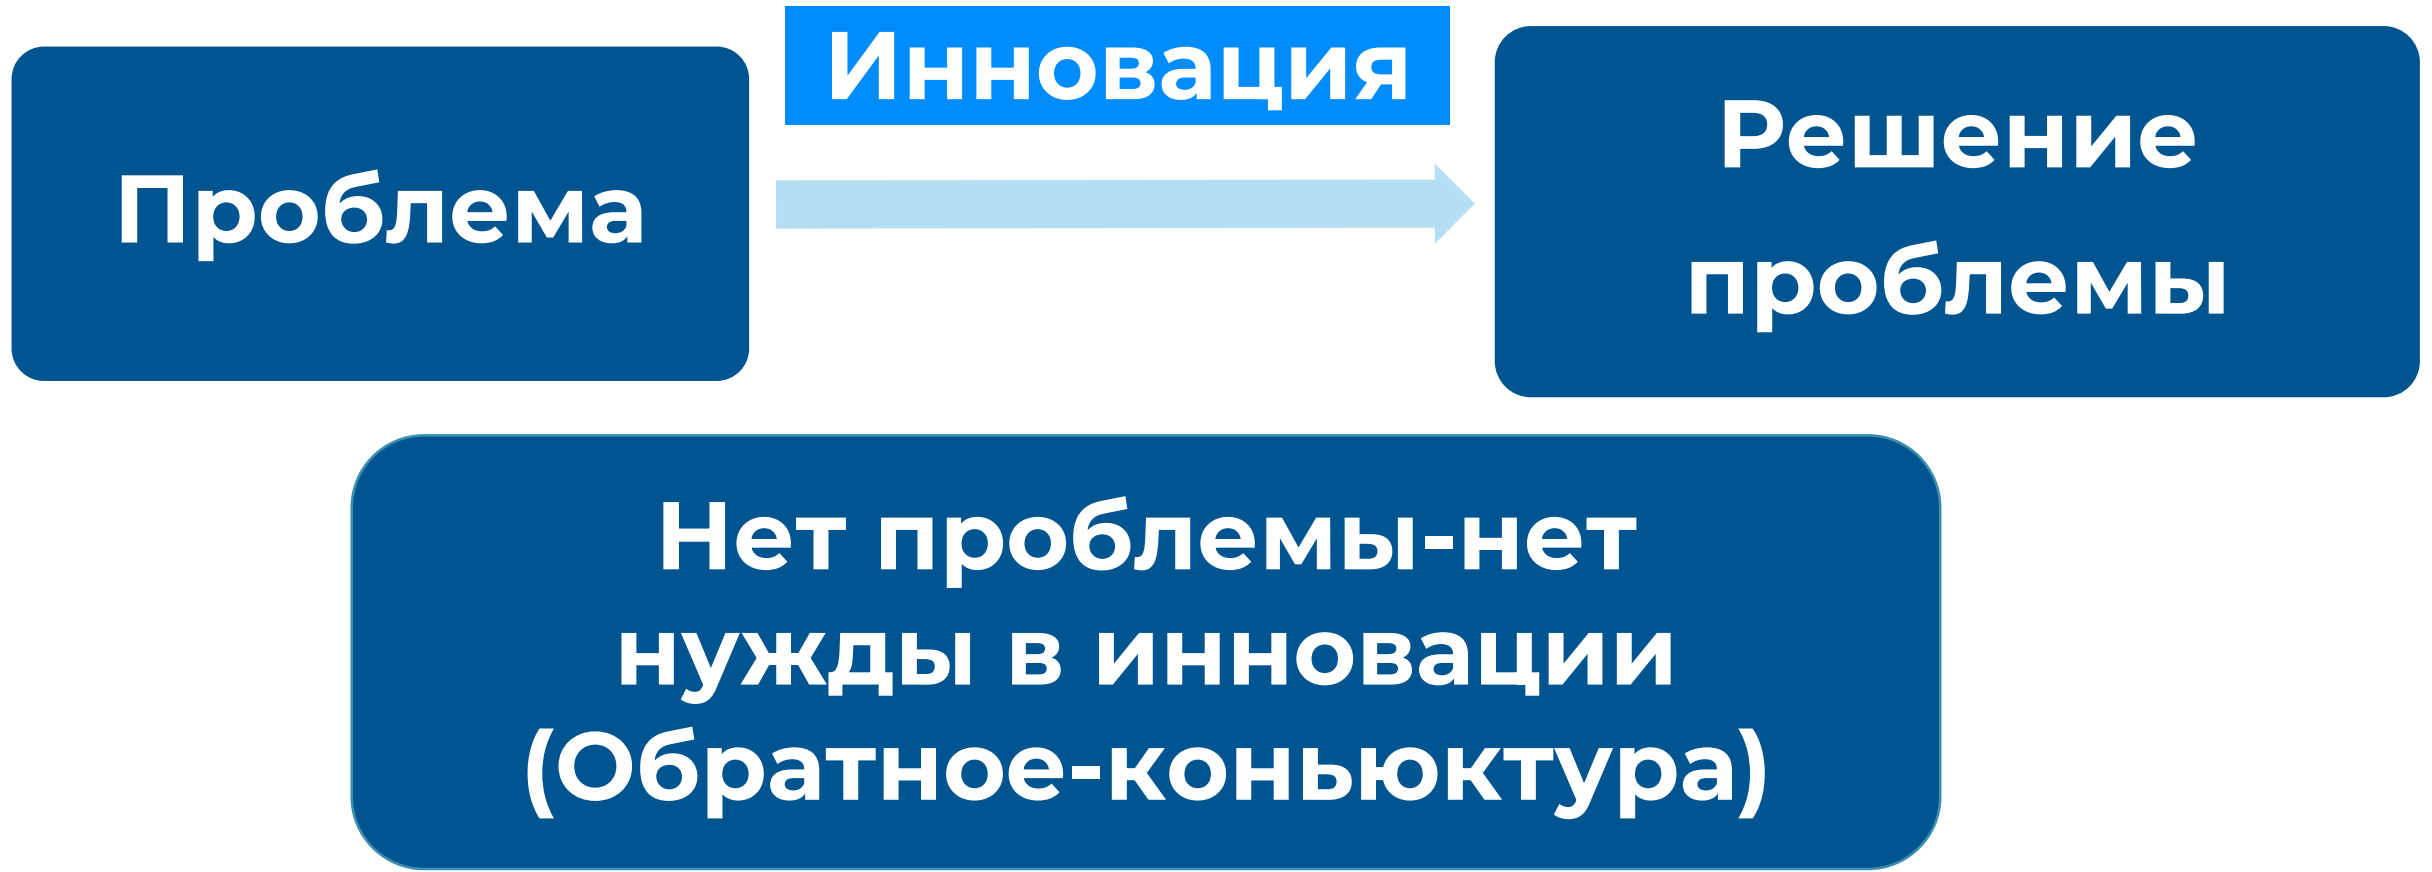 Проблема
Инновация
Решение
проблемы
Нет проблемы-нет
нужды в инновации
(Обратное-коньюктура)